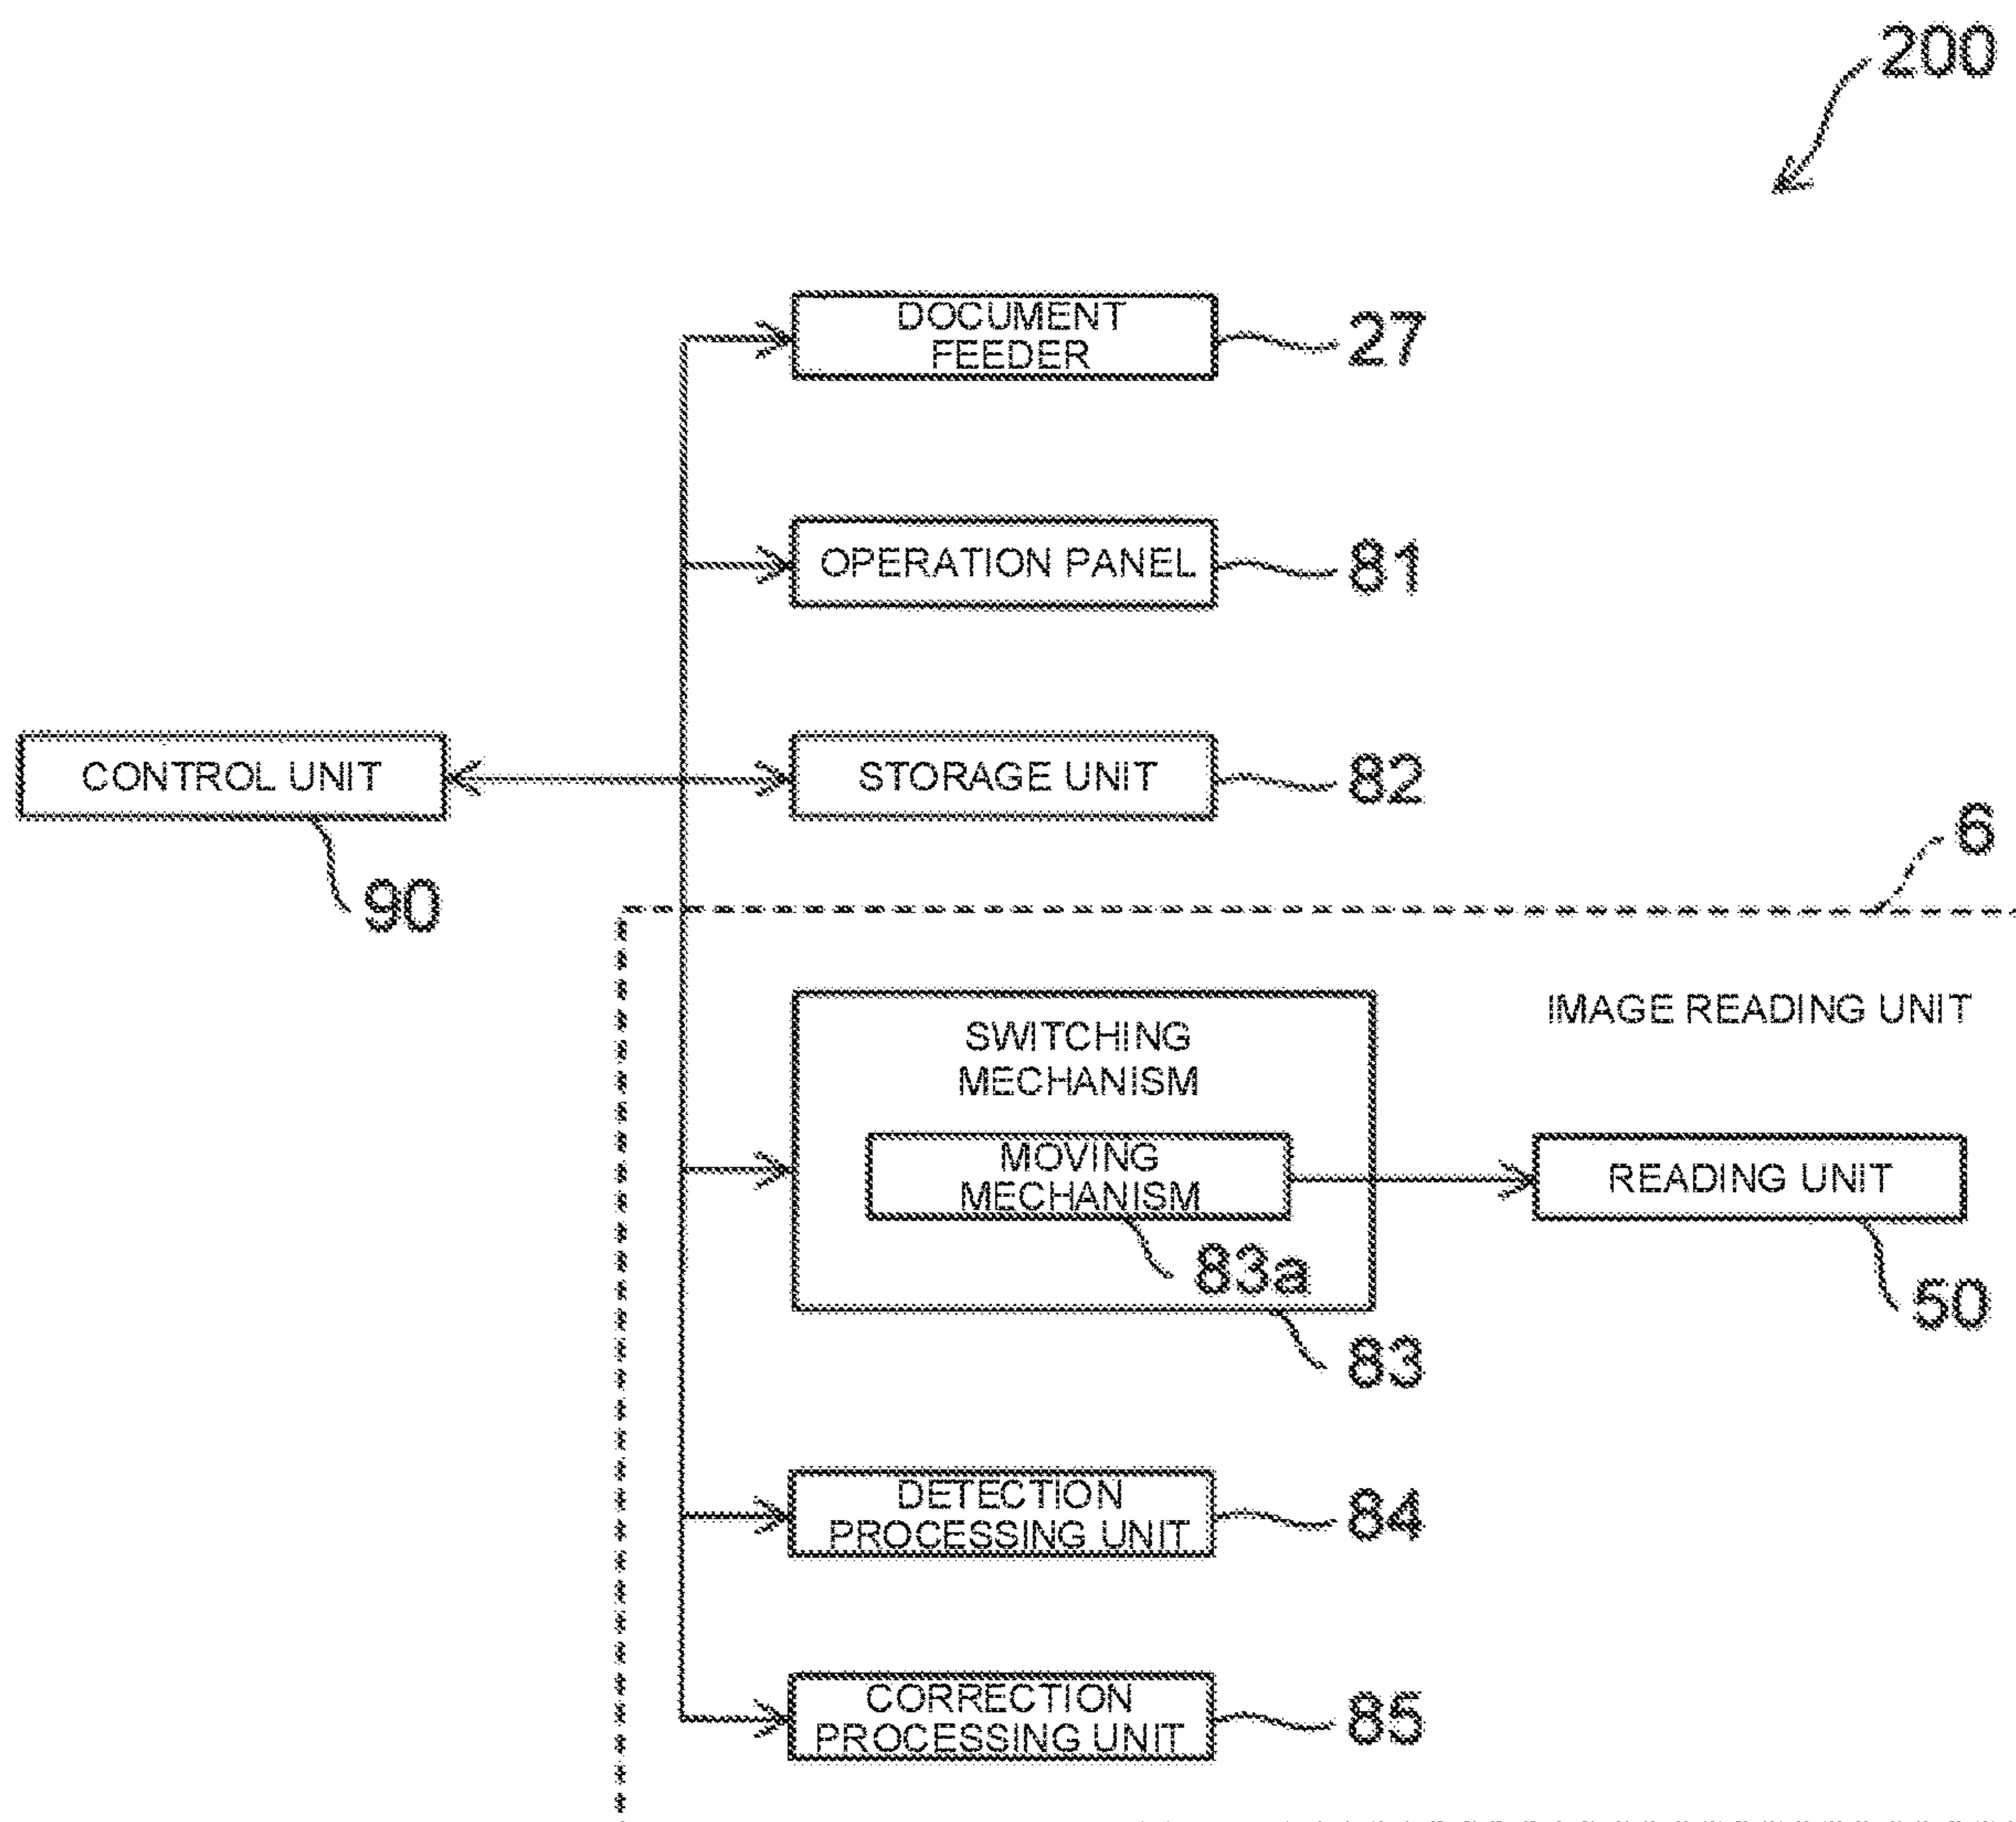 200
DOCUMENT
FEEDER
27
OPERATION PANEL
81
CONTROL UNIT
90
STORAGE UNIT
82
6
IMAGE READING UNIT
SWITCHING
MECHANISM
MOVING
MECHANISM
83a
83
READING UNIT
50
DETECTION
PROCESSING UNIT
84
CORRECTION
PROCESSING UNIT
85